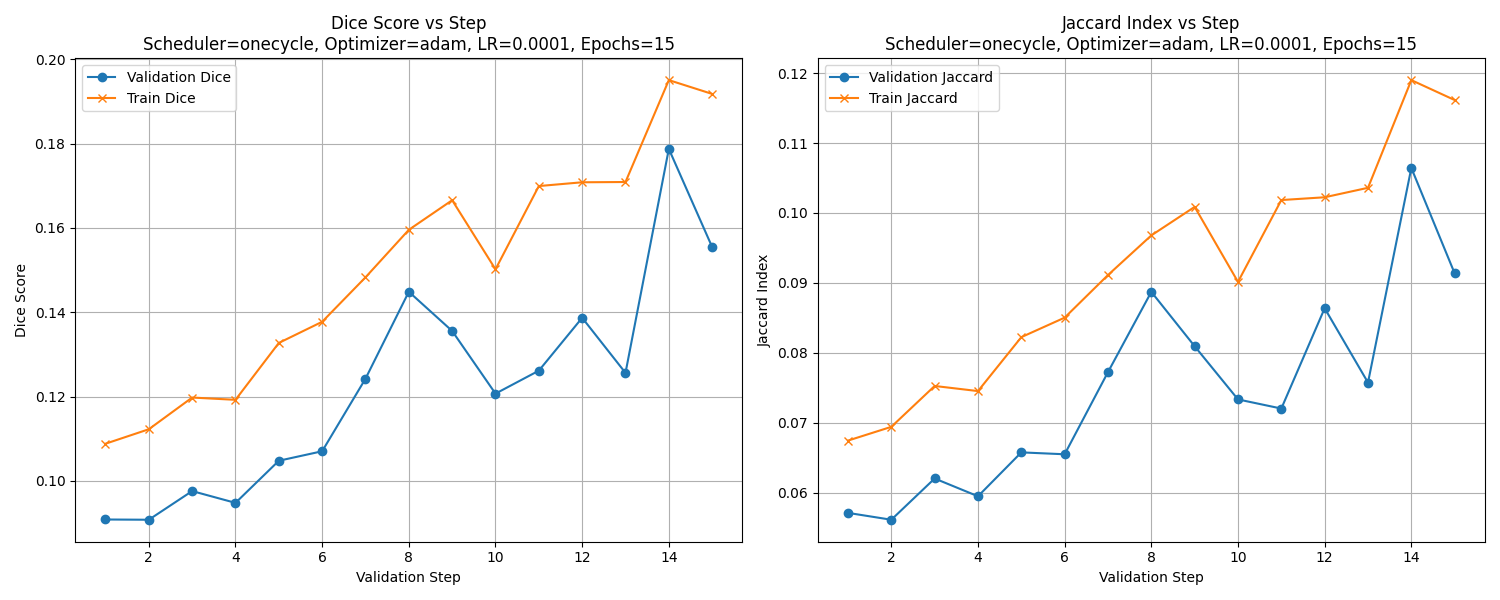 Dice Score vs Step
Scheduler=onecycle, Optimizer=adam, LR=0.0001, Epochs=15
Validation Dice
Train Dice
Dice Score
0.20
0.18
0.16
0.14
0.12
0.10
2 4 6 8 10 12 14
Validation Step
Jaccard Index vs Step
Scheduler=onecycle, Optimizer=adam, LR=0.0001, Epochs=15
Validation Jaccard
Train Jaccard
Jaccard Index
0.12
0.11
0.10
0.09
0.08
0.07
0.06
2 4 6 8 10 12 14
Validation Step